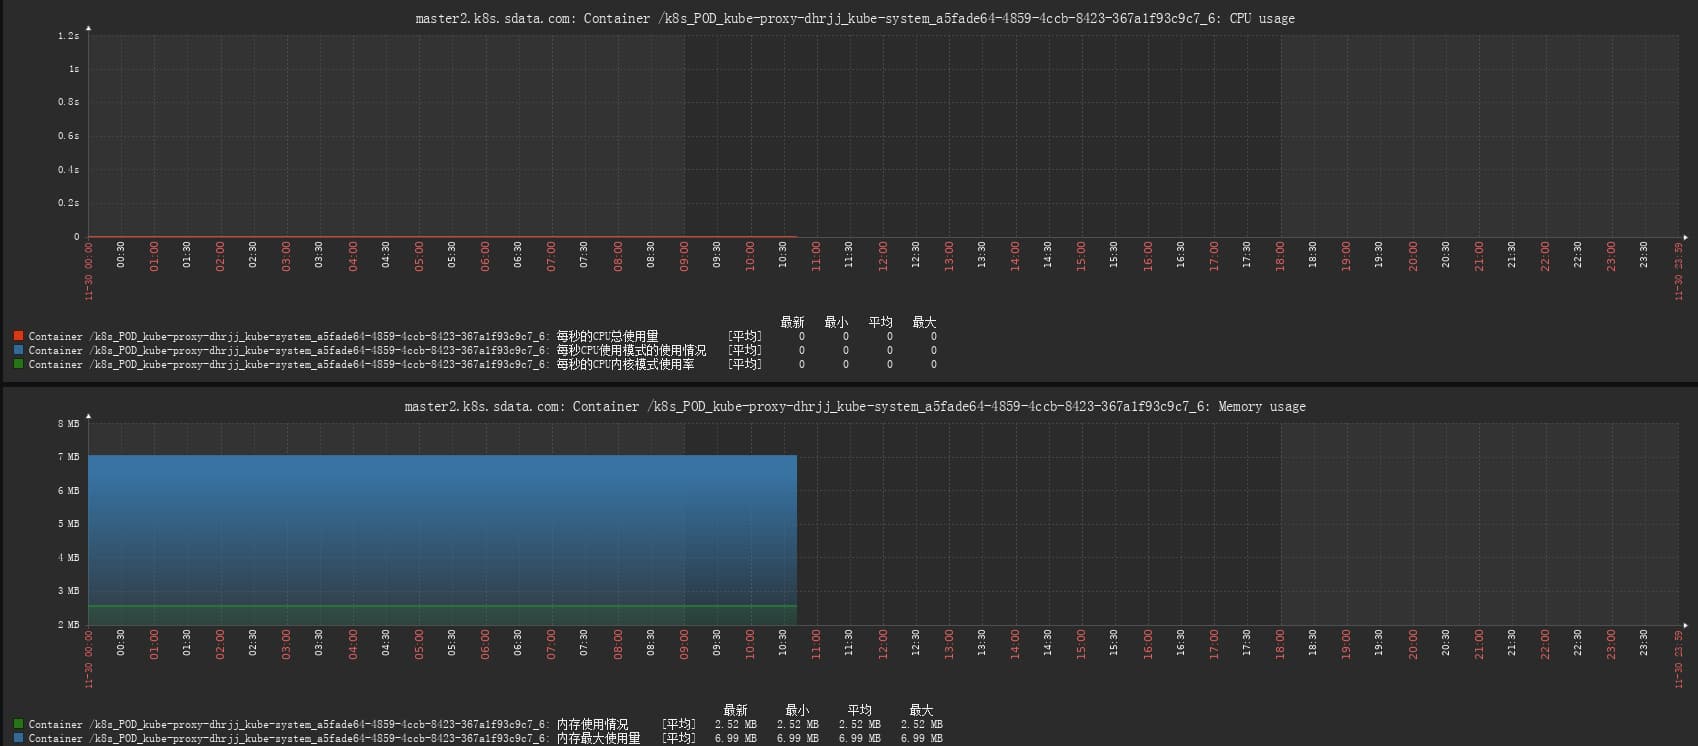 master2.k8s.sdata.com: Container /k8s_POD_kube-proxy-dhrjj_kube-system_a5fade64-4859-4ccb-8423-367a1f93c9c7_6: CPU usage
1.2s
1s
0.8s
0.6s
0.4s
0.2s
0
11-30 00:00 00:30 01:00 01:30 02:00 02:30 03:00 03:30 04:00 04:30 05:00 05:30 06:00 06:30 07:00 07:30 08:00 08:30 09:00 09:30 10:00 10:30 11:00 11:30 12:00 12:30 13:00 13:30 14:00 14:30 15:00 15:30 16:00 16:30 17:00 17:30 18:00 18:30 19:00 19:30 20:00 20:30 21:00 21:30 22:00 22:30 23:00 23:30 11-30 23:59
最新 最小 平均 最大
Container /k8s_POD_kube-proxy-dhrjj_kube-system_a5fade64-4859-4ccb-8423-367a1f93c9c7_6: 每秒的CPU总使用量 [平均] 0 0 0 0
Container /k8s_POD_kube-proxy-dhrjj_kube-system_a5fade64-4859-4ccb-8423-367a1f93c9c7_6: 每秒CPU使用模式的使用情况 [平均] 0 0 0 0
Container /k8s_POD_kube-proxy-dhrjj_kube-system_a5fade64-4859-4ccb-8423-367a1f93c9c7_6: 每秒的CPU内核模式使用率 [平均] 0 0 0 0
master2.k8s.sdata.com: Container /k8s_POD_kube-proxy-dhrjj_kube-system_a5fade64-4859-4ccb-8423-367a1f93c9c7_6: Memory usage
8 MB
7 MB
6 MB
5 MB
4 MB
3 MB
2 MB
11-30 00:00 00:30 01:00 01:30 02:00 02:30 03:00 03:30 04:00 04:30 05:00 05:30 06:00 06:30 07:00 07:30 08:00 08:30 09:00 09:30 10:00 10:30 11:00 11:30 12:00 12:30 13:00 13:30 14:00 14:30 15:00 15:30 16:00 16:30 17:00 17:30 18:00 18:30 19:00 19:30 20:00 20:30 21:00 21:30 22:00 22:30 23:00 23:30 11-30 23:59
最新 最小 平均 最大
Container /k8s_POD_kube-proxy-dhrjj_kube-system_a5fade64-4859-4ccb-8423-367a1f93c9c7_6: 内存使用情况 [平均] 2.52 MB 2.52 MB 2.52 MB 2.52 MB
Container /k8s_POD_kube-proxy-dhrjj_kube-system_a5fade64-4859-4ccb-8423-367a1f93c9c7_6: 内存最大使用量 [平均] 6.99 MB 6.99 MB 6.99 MB 6.99 MB